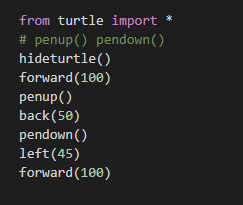 from turtle import *
# penup() pendown()
hideturtle()
forward(100)
penup()
back(50)
pendown()
left(45)
forward(100)